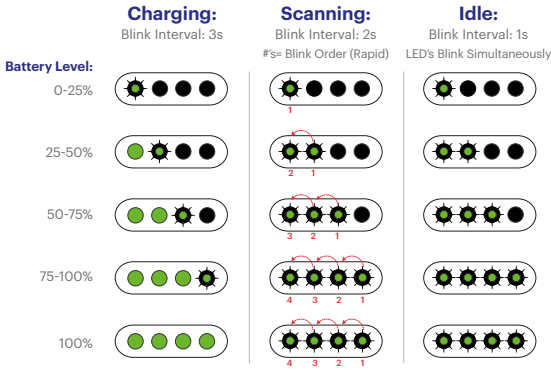 Charging:
Blink Interval: 3s
Scanning:
Blink Interval: 2s
#'s= Blink Order (Rapid)
Idle:
Blink Interval: 1s
LED's Blink Simultaneously
Battery Level:
0-25%
1
25-50%
2 1
50-75%
3 2 1
75-100%
4 3 2 1
100%
4 3 2 1